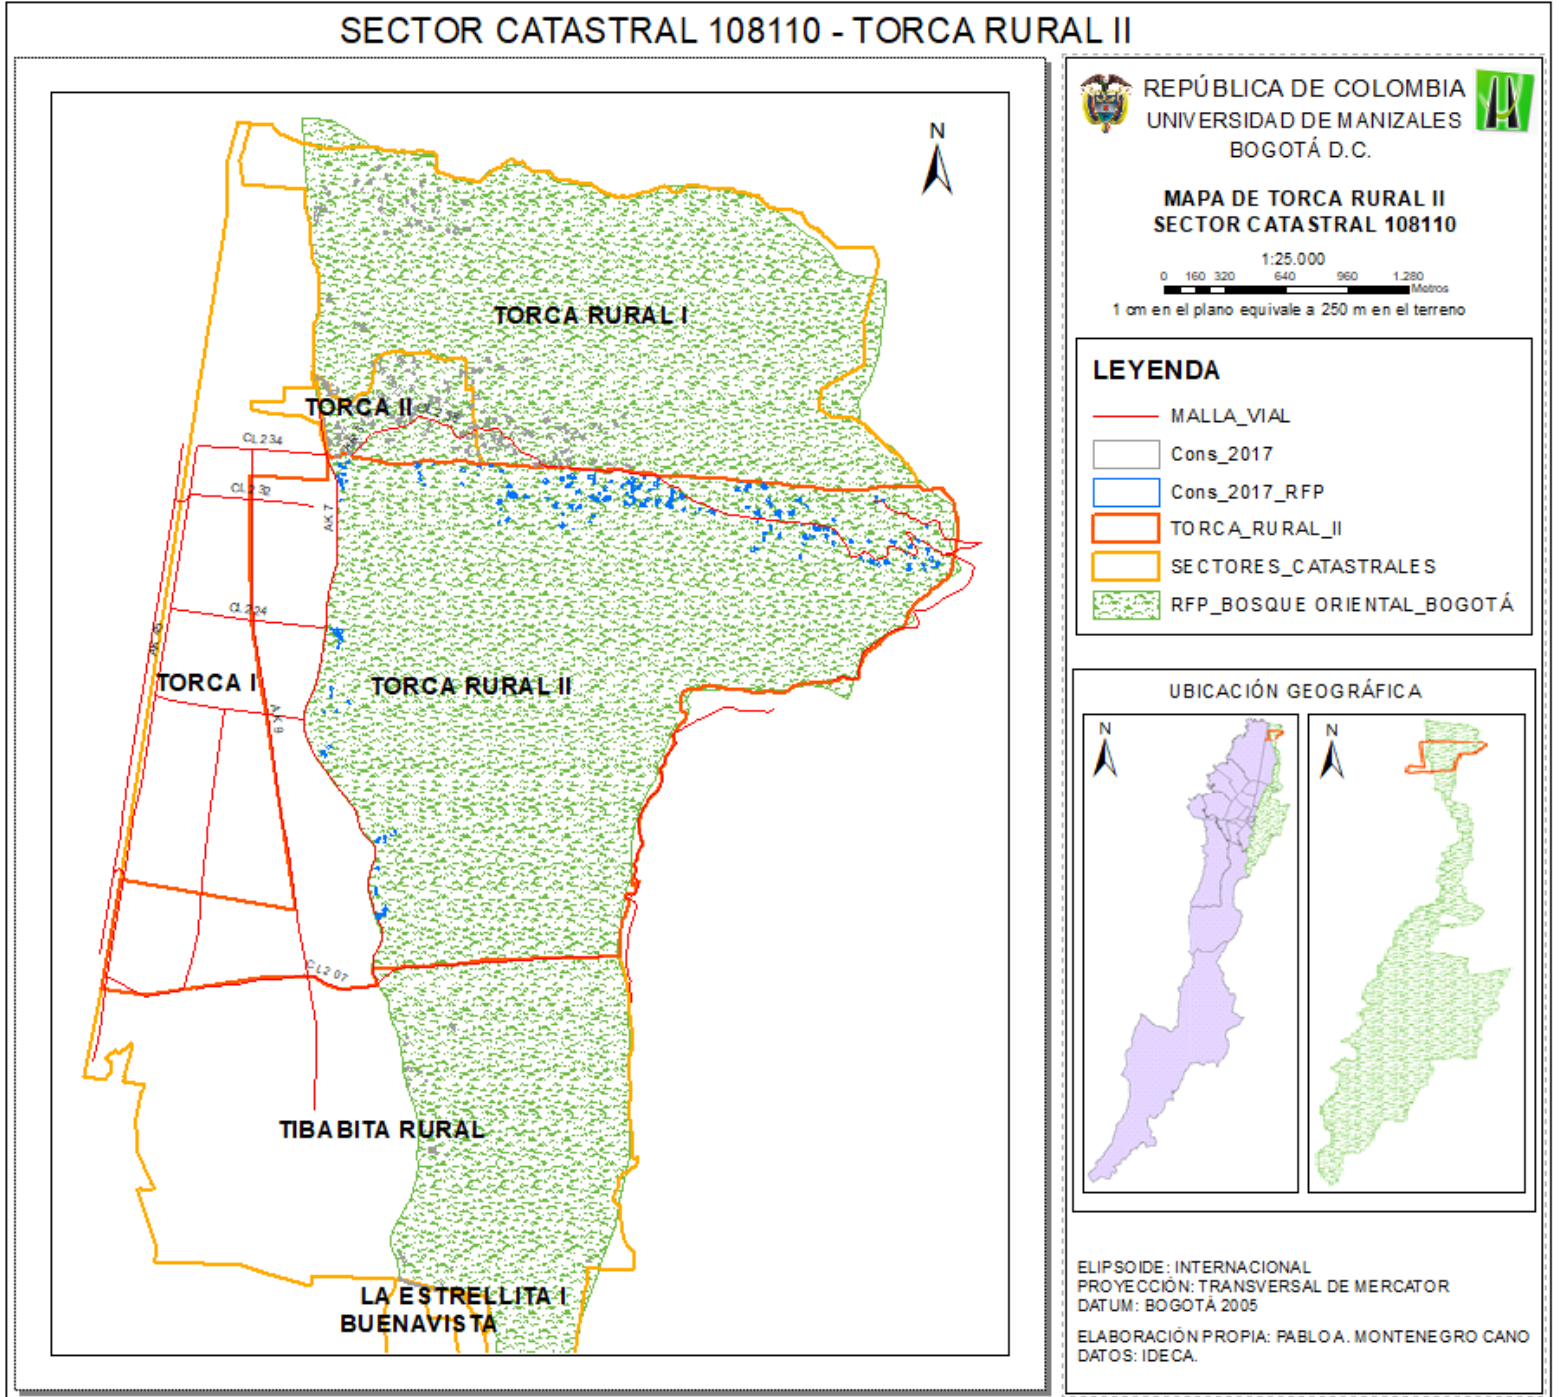 SECTOR CATASTRAL 108110 - TORCA RURAL II
N
TORCA RURAL I
TORCA II
CL 234
CL 232
AK 7
CL 224
TORCA I
TORCA RURAL II
AK 9
CL 207
TIBABITA RURAL
LA ESTRELLITA I
BUENAVISTA
REPÚBLICA DE COLOMBIA
UNIVERSIDAD DE MANIZALES
BOGOTÁ D.C.
MAPA DE TORCA RURAL II
SECTOR CATASTRAL 108110
1:25.000
0 160 320 640 960 1.280
Metros
1 cm en el plano equivale a 250 m en el terreno
LEYENDA
MALLA_VIAL
Cons_2017
Cons_2017_RFP
TORCA_RURAL_II
SECTORES_CATASTRALES
RFP_BOSQUE ORIENTAL_BOGOTÁ
UBICACIÓN GEOGRÁFICA
N
N
ELIPSOIDE: INTERNACIONAL
PROYECCIÓN: TRANSVERSAL DE MERCATOR
DATUM: BOGOTÁ 2005
ELABORACIÓN PROPIA: PABLO A. MONTENEGRO CANO
DATOS: IDECA.